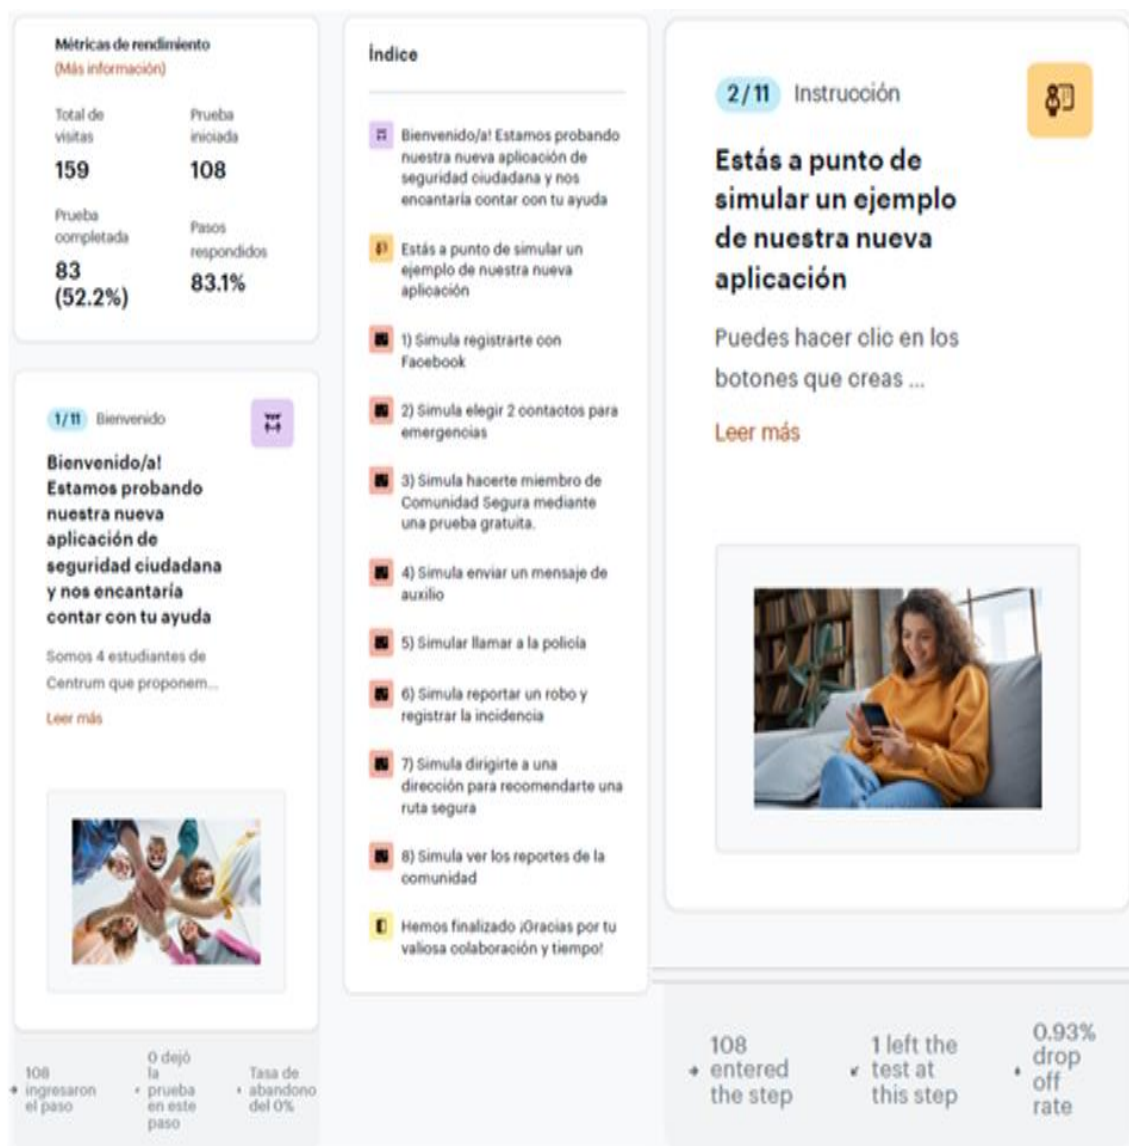 Métricas de rendimiento
(Más información)
Total de
visitas
159
Prueba
iniciada
108
Prueba
completada
83
(52.2%)
Pasos
respondidos
83.1%
1/11 Bienvenido
Bienvenido/a!
Estamos probando
nuestra nueva
aplicación de
seguridad ciudadana
y nos encantaría
contar con tu ayuda
Somos 4 estudiantes de
Centrum que proponem...
Leer más
108
ingresaron
el paso
0 dejó
la
prueba
en este
paso
Tasa de
abandono
del 0%
Índice
Bienvenido/a! Estamos probando
nuestra nueva aplicación de
seguridad ciudadana y nos
encantaría contar con tu ayuda
Estás a punto de simular un
ejemplo de nuestra nueva
aplicación
1) Simula registrarte con
Facebook
2) Simula elegir 2 contactos para
emergencias
3) Simula hacerte miembro de
Comunidad Segura mediante
una prueba gratuita.
4) Simula enviar un mensaje de
auxilio
5) Simular llamar a la policía
6) Simula reportar un robo y
registrar la incidencia
7) Simula dirigirte a una
dirección para recomendarte una
ruta segura
8) Simula ver los reportes de la
comunidad
Hemos finalizado ¡Gracias por tu
valiosa colaboración y tiempo!
2/11 Instrucción
Estás a punto de
simular un ejemplo
de nuestra nueva
aplicación
Puedes hacer clic en los
botones que creas ...
Leer más
108
entered
the step
1 left the
test at
this step
0.93%
drop
off
rate